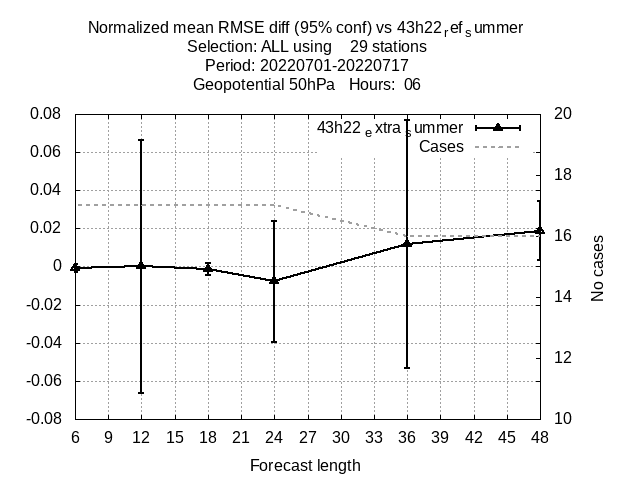 Normalized mean RMSE diff (95% conf) vs 43h22refsummer
Selection: ALL using 29 stations
Period: 20220701-20220717
Geopotential 50hPa Hours: 06
43h22extrasummer
Cases
0.08
0.06
0.04
0.02
0
-0.02
-0.04
-0.06
-0.08
20
18
16
14
12
10
No cases
6 9 12 15 18 21 24 27 30 33 36 39 42 45 48
Forecast length